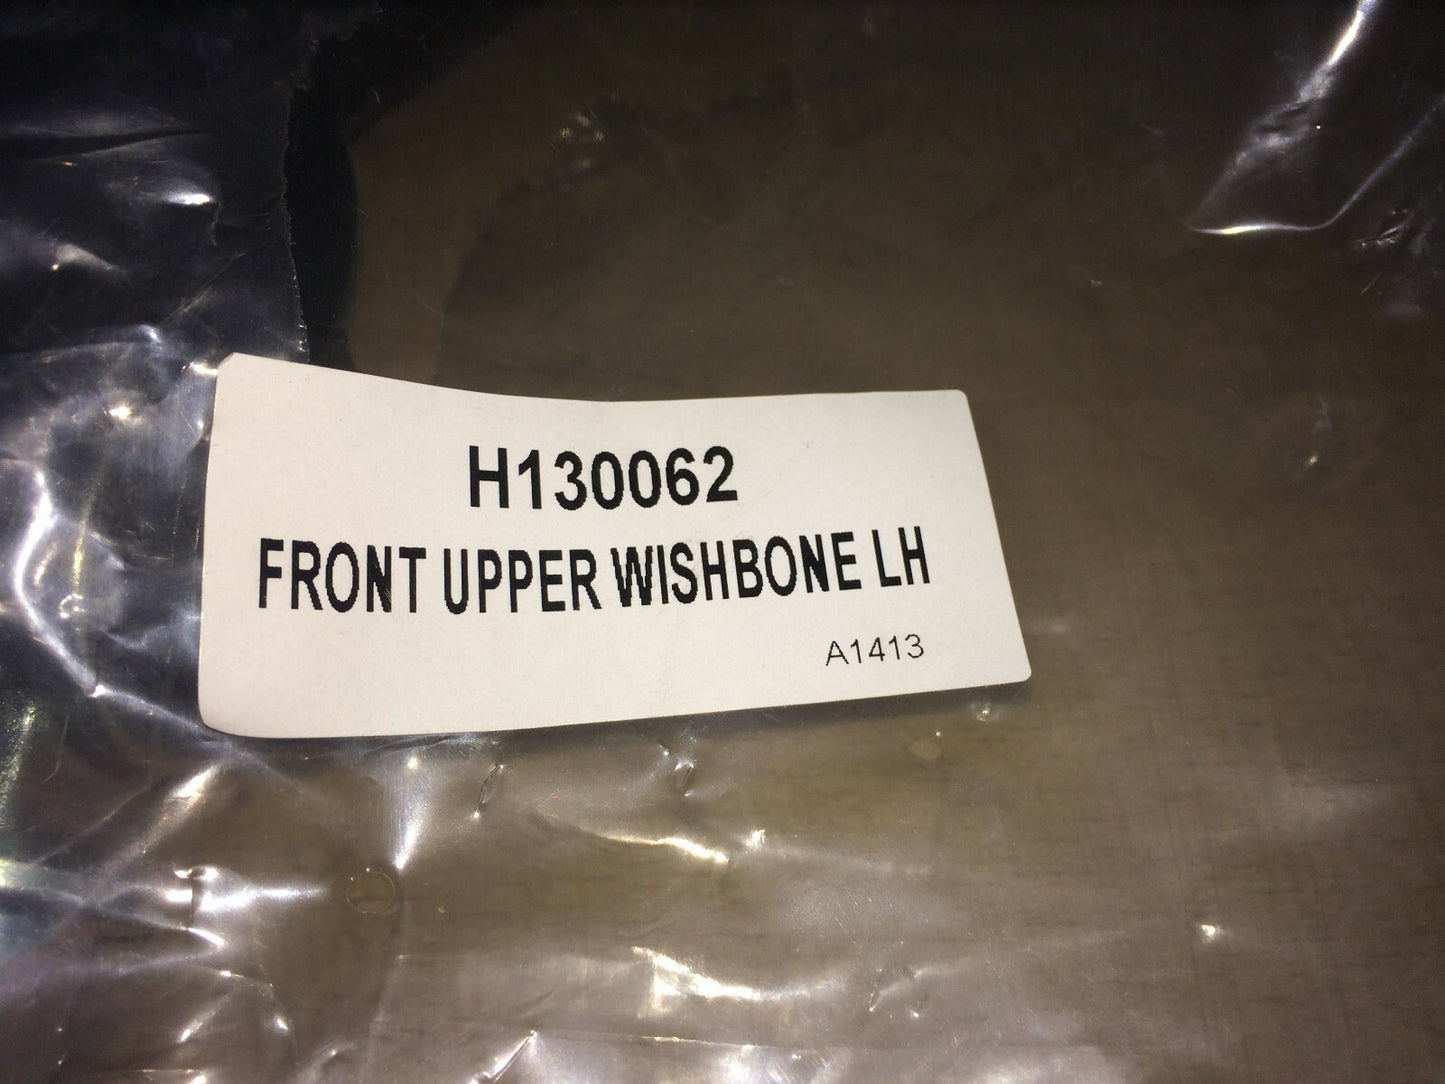 H130062
FRONT UPPER WISHBONE LH
A1413